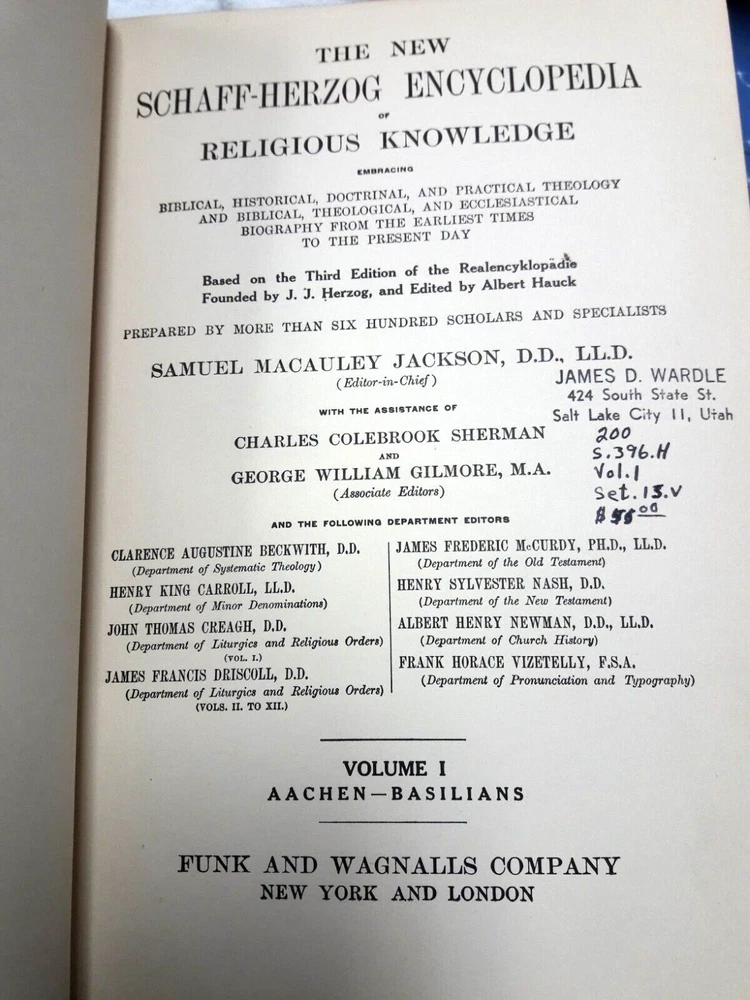 THE NEW
SCHAFF-HERZOG ENCYCLOPEDIA
OF
RELIGIOUS KNOWLEDGE
EMBRACING
BIBLICAL, HISTORICAL, DOCTRINAL, AND PRACTICAL THEOLOGY
AND BIBLICAL, THEOLOGICAL, AND ECCLESIASTICAL
BIOGRAPHY FROM THE EARLIEST TIMES
TO THE PRESENT DAY
Based on the Third Edition of the Realencyklopädie
Founded by J. J. Herzog, and Edited by Albert Hauck
PREPARED BY MORE THAN SIX HUNDRED SCHOLARS AND SPECIALISTS
SAMUEL MACAULEY JACKSON, D.D., LL.D.
(Editor-in-Chief)
JAMES D. WARDLE
424 South State St.
Salt Lake City 11, Utah
200
S.396.H
Vol.1
Set.13.V
WITH THE ASSISTANCE OF
CHARLES COLEBROOK SHERMAN
AND
GEORGE WILLIAM GILMORE, M.A.
(Associate Editors)
AND THE FOLLOWING DEPARTMENT EDITORS
CLARENCE AUGUSTINE BECKWITH, D.D.
(Department of Systematic Theology)
HENRY KING CARROLL, LL.D.
(Department of Minor Denominations)
JOHN THOMAS CREAGH, D.D.
(Department of Liturgics and Religious Orders)
(VOL. I.)
JAMES FRANCIS DRISCOLL, D.D.
(Department of Liturgics and Religious Orders)
(VOLS. II. TO XII.)
JAMES FREDERIC McCURDY, PH.D., LL.D.
(Department of the Old Testament)
HENRY SYLVESTER NASH, D.D.
(Department of the New Testament)
ALBERT HENRY NEWMAN, D.D., LL.D.
(Department of Church History)
FRANK HORACE VIZETELLY, F.S.A.
(Department of Pronunciation and Typography)
VOLUME I
AACHEN—BASILIANS
FUNK AND WAGNALLS COMPANY
NEW YORK AND LONDON